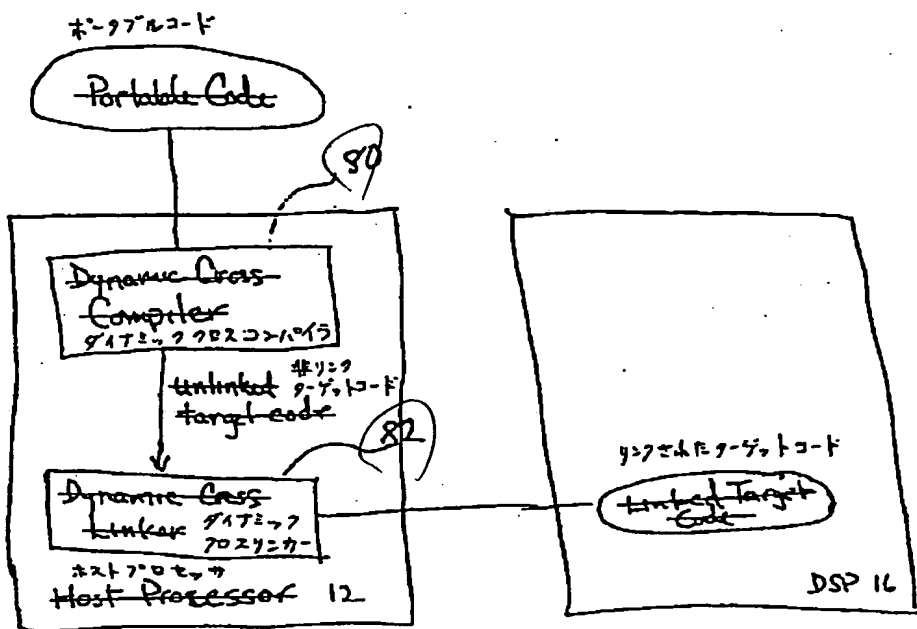 ポータブルコード
Portable Code
80
Dynamic Cross
Compiler
ダイナミッククロスコンパイラ
unlinked 非リンク
target code ターゲットコード
82
Dynamic Cross
Linker ダイナミック
クロスリンカー
ホストプロセッサ
Host Processor 12
リンクされたターゲットコード
Linked Target
Code
DSP 16